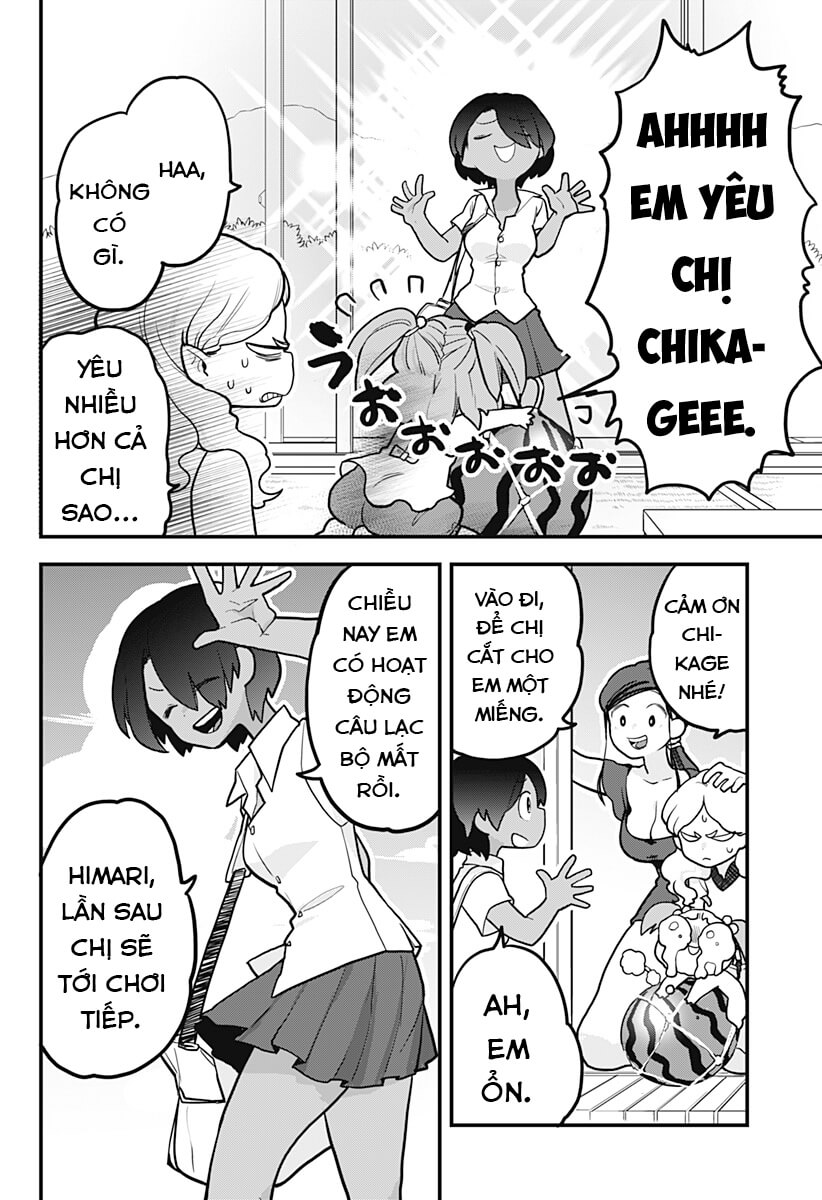 AHHHH
EM YÊU
CHỊ
CHIKA-
GEEE.
HAA,
KHÔNG
CÓ
GÌ.
うおおおおおお
YÊU
NHIỀU
HƠN CẢ
CHỊ
SAO...
CẢM ƠN
CHI-
KAGE
NHÉ!
VÀO ĐI,
ĐỂ CHỊ
CẮT CHO
EM MỘT
MIẾNG.
AH,
EM
ỔN.
CHIỀU
NAY EM
CÓ HOẠT
ĐỘNG
CÂU LẠC
BỘ MẤT
RỒI.
HIMARI,
LẦN SAU
CHỊ SẼ
TỚI CHƠI
TIẾP.